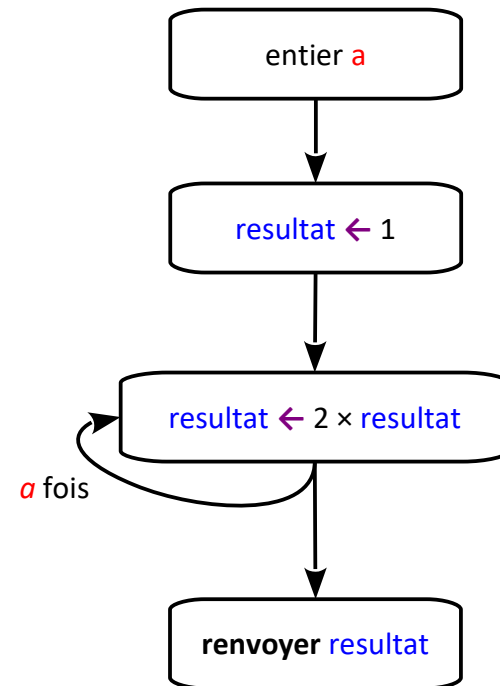 entier a
resultat ← 1
resultat ← 2 × resultat
a fois
renvoyer resultat